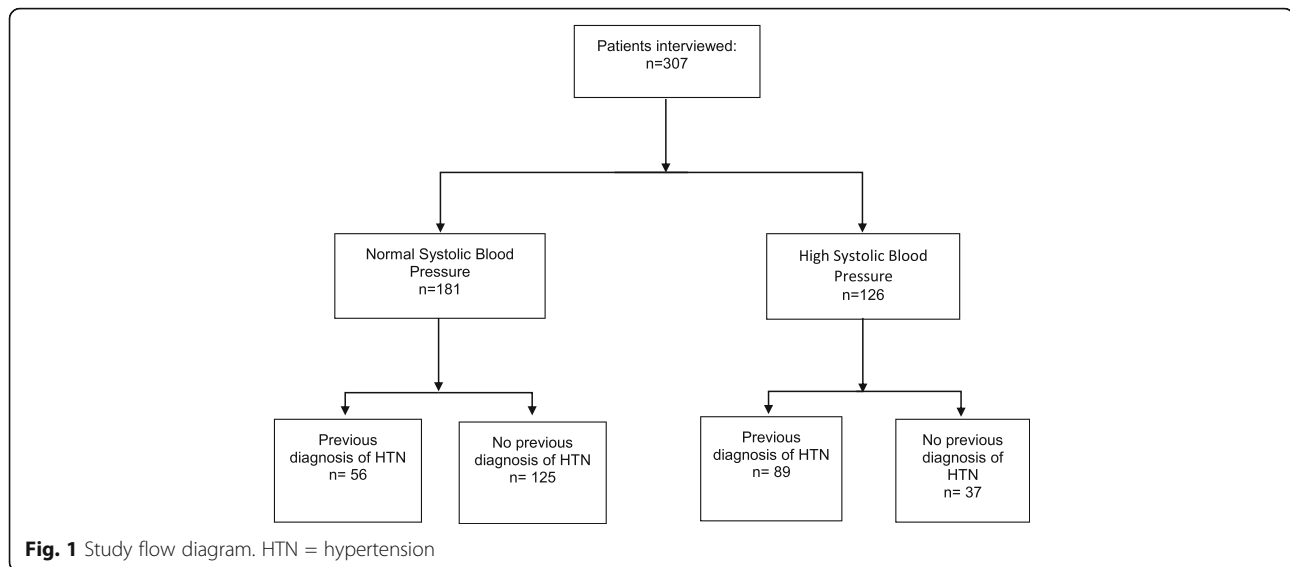 Patients interviewed:
n=307
Normal Systolic Blood
Pressure
n=181
High Systolic Blood
Pressure
n=126
Previous
diagnosis of HTN
n= 56
No previous
diagnosis of HTN
n= 125
Previous
diagnosis of HTN
n= 89
No previous
diagnosis of
HTN
n= 37
Fig. 1 Study flow diagram. HTN = hypertension